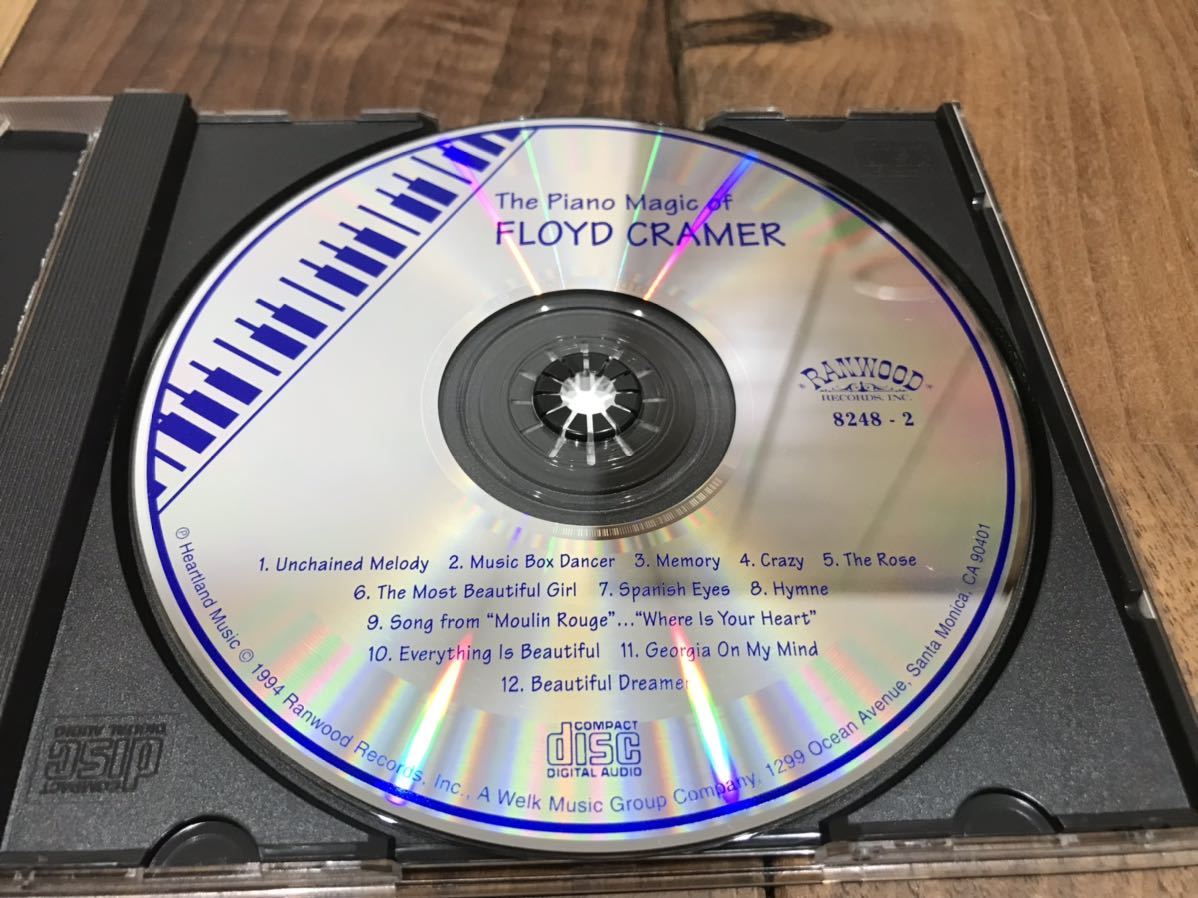 The Piano Magic of
FLOYD CRAMER
RANWOOD
RECORDS, INC.
8248 - 2
1. Unchained Melody 2. Music Box Dancer 3. Memory 4. Crazy 5. The Rose
6. The Most Beautiful Girl 7. Spanish Eyes 8. Hymne
9. Song from “Moulin Rouge”...“Where Is Your Heart”
10. Everything Is Beautiful 11. Georgia On My Mind
12. Beautiful Dreamer
COMPACT
disc
DIGITAL AUDIO
℗ Heartland Music © 1994 Ranwood Records, Inc., A Welk Music Group Company, 1299 Ocean Avenue, Santa Monica, CA 90401
COMPACT
disc
DIGITAL AUDIO